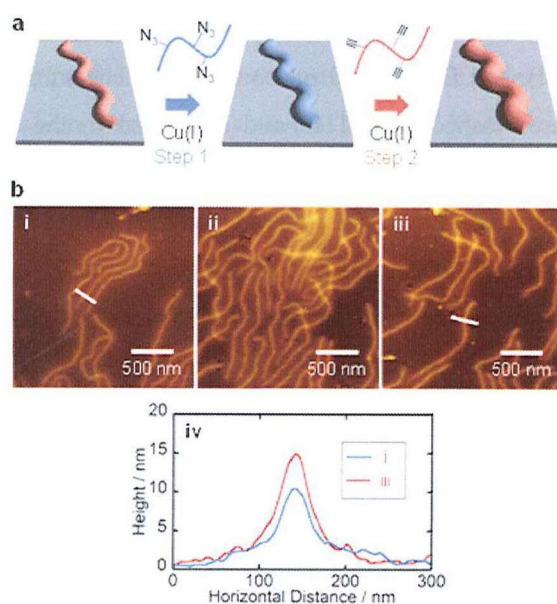 a
N₃ N₃
N₃
Cu(I) Cu(I)
Step 1 Step 2
b
i ii iii
500 nm 500 nm 500 nm
iv
20
15
10
5
0
Height / nm
i
iii
0 100 200 300
Horizontal Distance / nm